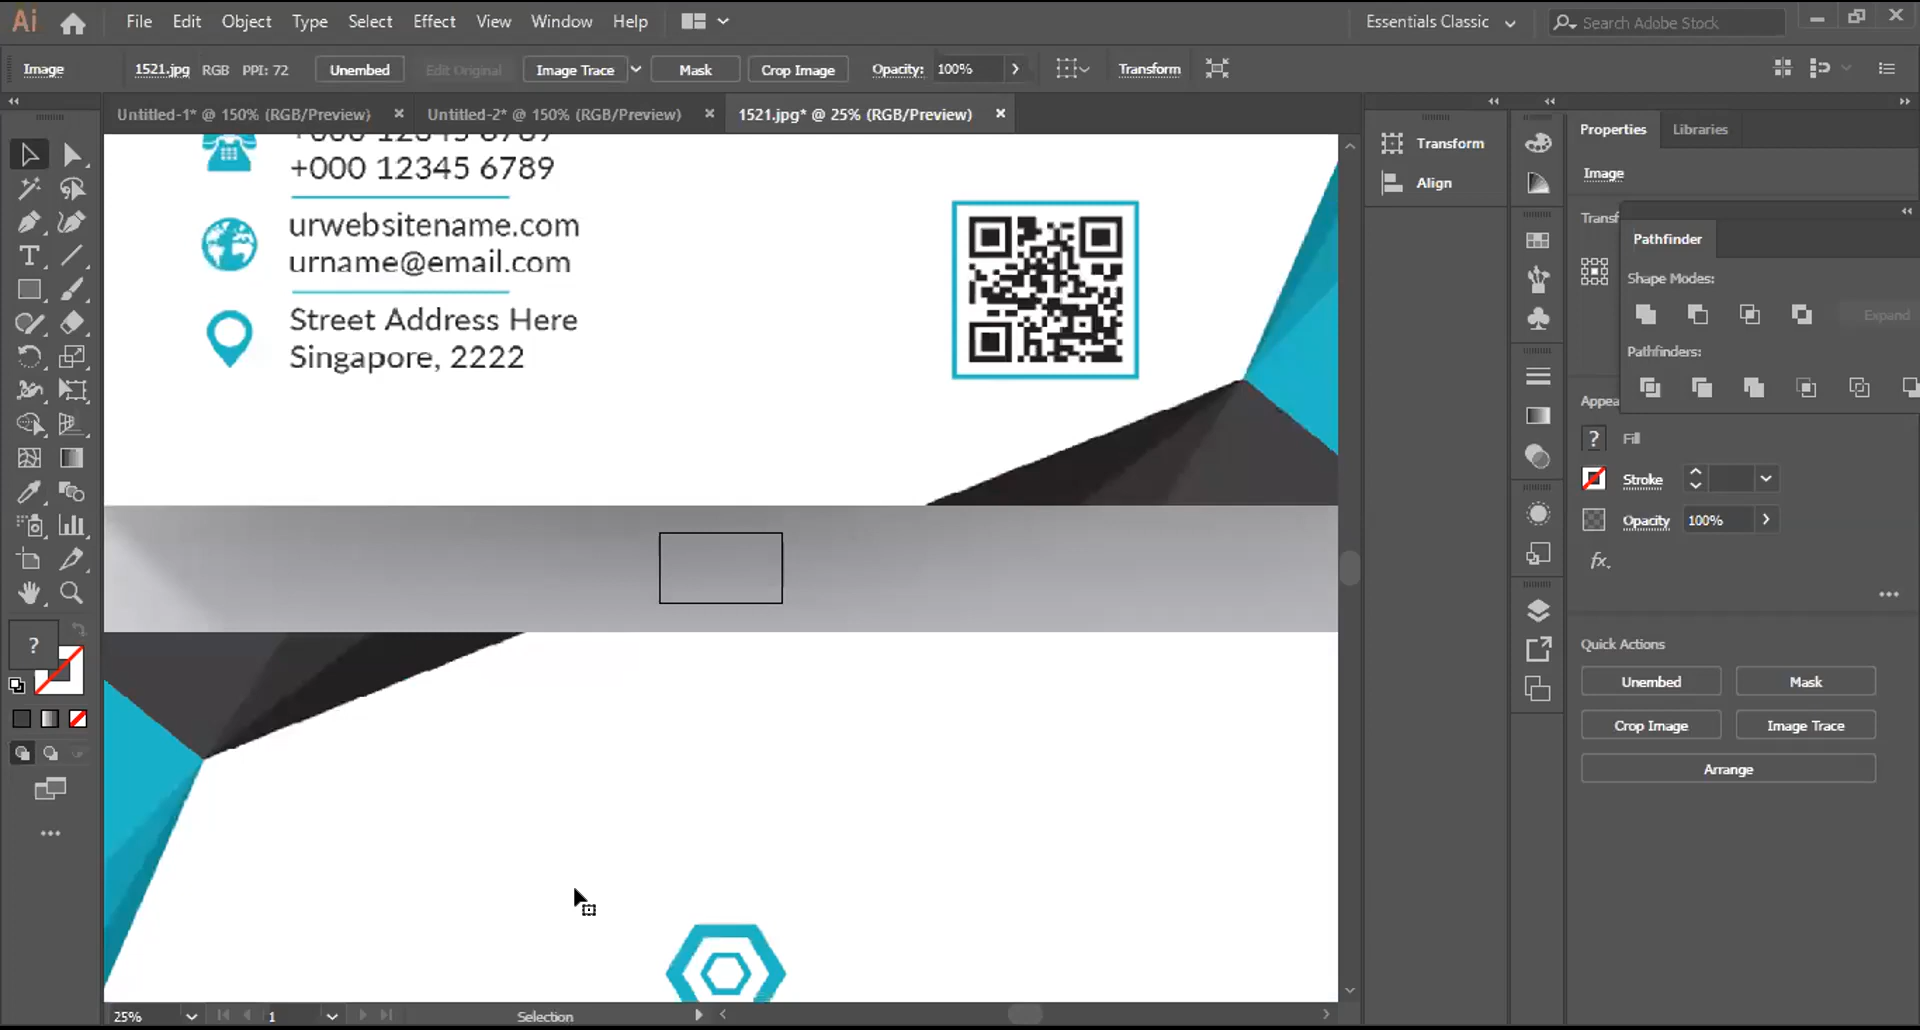 Ai File Edit Object Type Select Effect View Window Help Essentials Classic Search Adobe Stock
Image 1521.jpg RGB PPI: 72 Unembed Edit Original Image Trace Mask Crop Image Opacity: 100% Transform
Untitled-1* @ 150% (RGB/Preview) Untitled-2* @ 150% (RGB/Preview) 1521.jpg* @ 25% (RGB/Preview)
Transform
Align
Properties Libraries
Image
Transf
Pathfinder
Shape Modes:
Expand
Pathfinders:
Appea
? Fill
Stroke
Opacity 100%
fx.
Quick Actions
Unembed Mask
Crop Image Image Trace
Arrange
+000 12345 6789
+000 12345 6789
urwebsitename.com
urname@email.com
Street Address Here
Singapore, 2222
T
?
25% 1 Selection